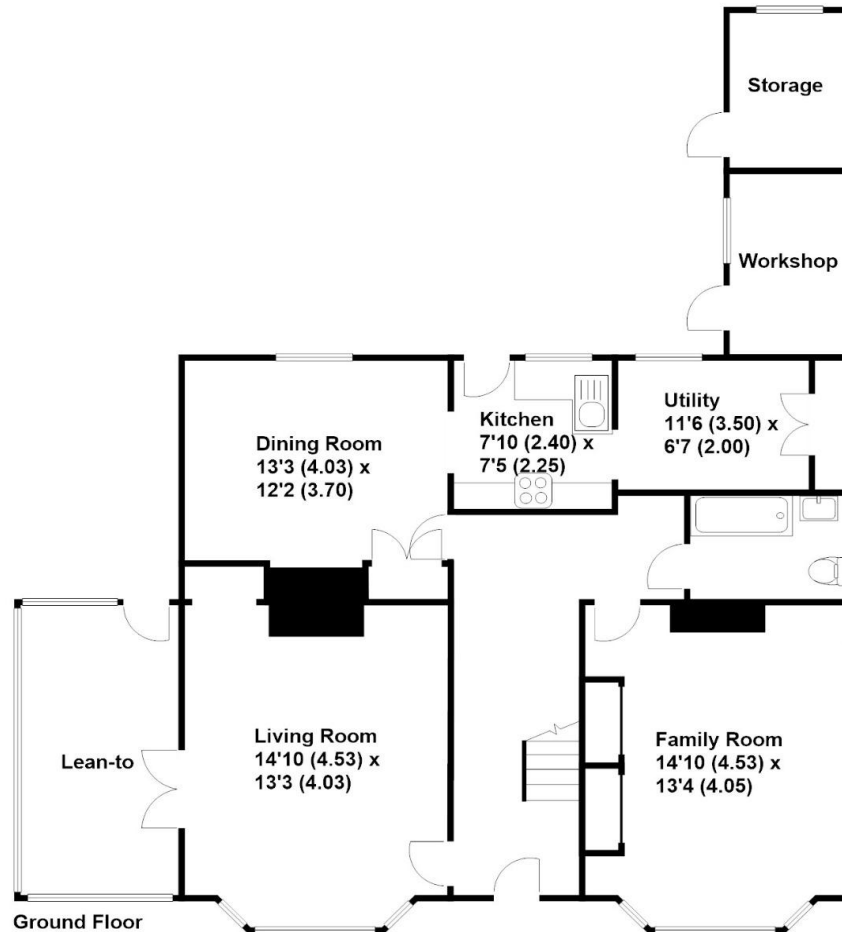 Storage
Workshop
Dining Room
13'3 (4.03) x
12'2 (3.70)
Kitchen
7'10 (2.40) x
7'5 (2.25)
Utility
11'6 (3.50) x
6'7 (2.00)
Lean-to
Living Room
14'10 (4.53) x
13'3 (4.03)
Family Room
14'10 (4.53) x
13'4 (4.05)
Ground Floor